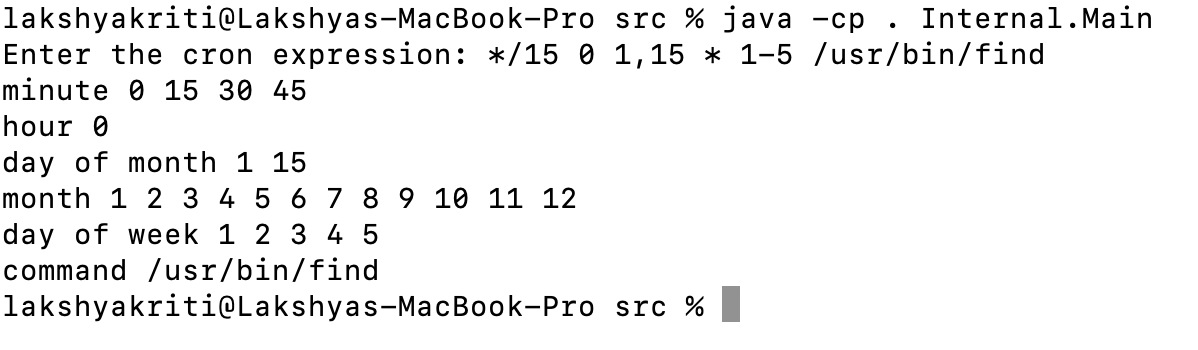 lakshyakriti@Lakshyas-MacBook-Pro src % java -cp . Internal.Main
Enter the cron expression: */15 0 1,15 * 1-5 /usr/bin/find
minute 0 15 30 45
hour 0
day of month 1 15
month 1 2 3 4 5 6 7 8 9 10 11 12
day of week 1 2 3 4 5
command /usr/bin/find
lakshyakriti@Lakshyas-MacBook-Pro src %